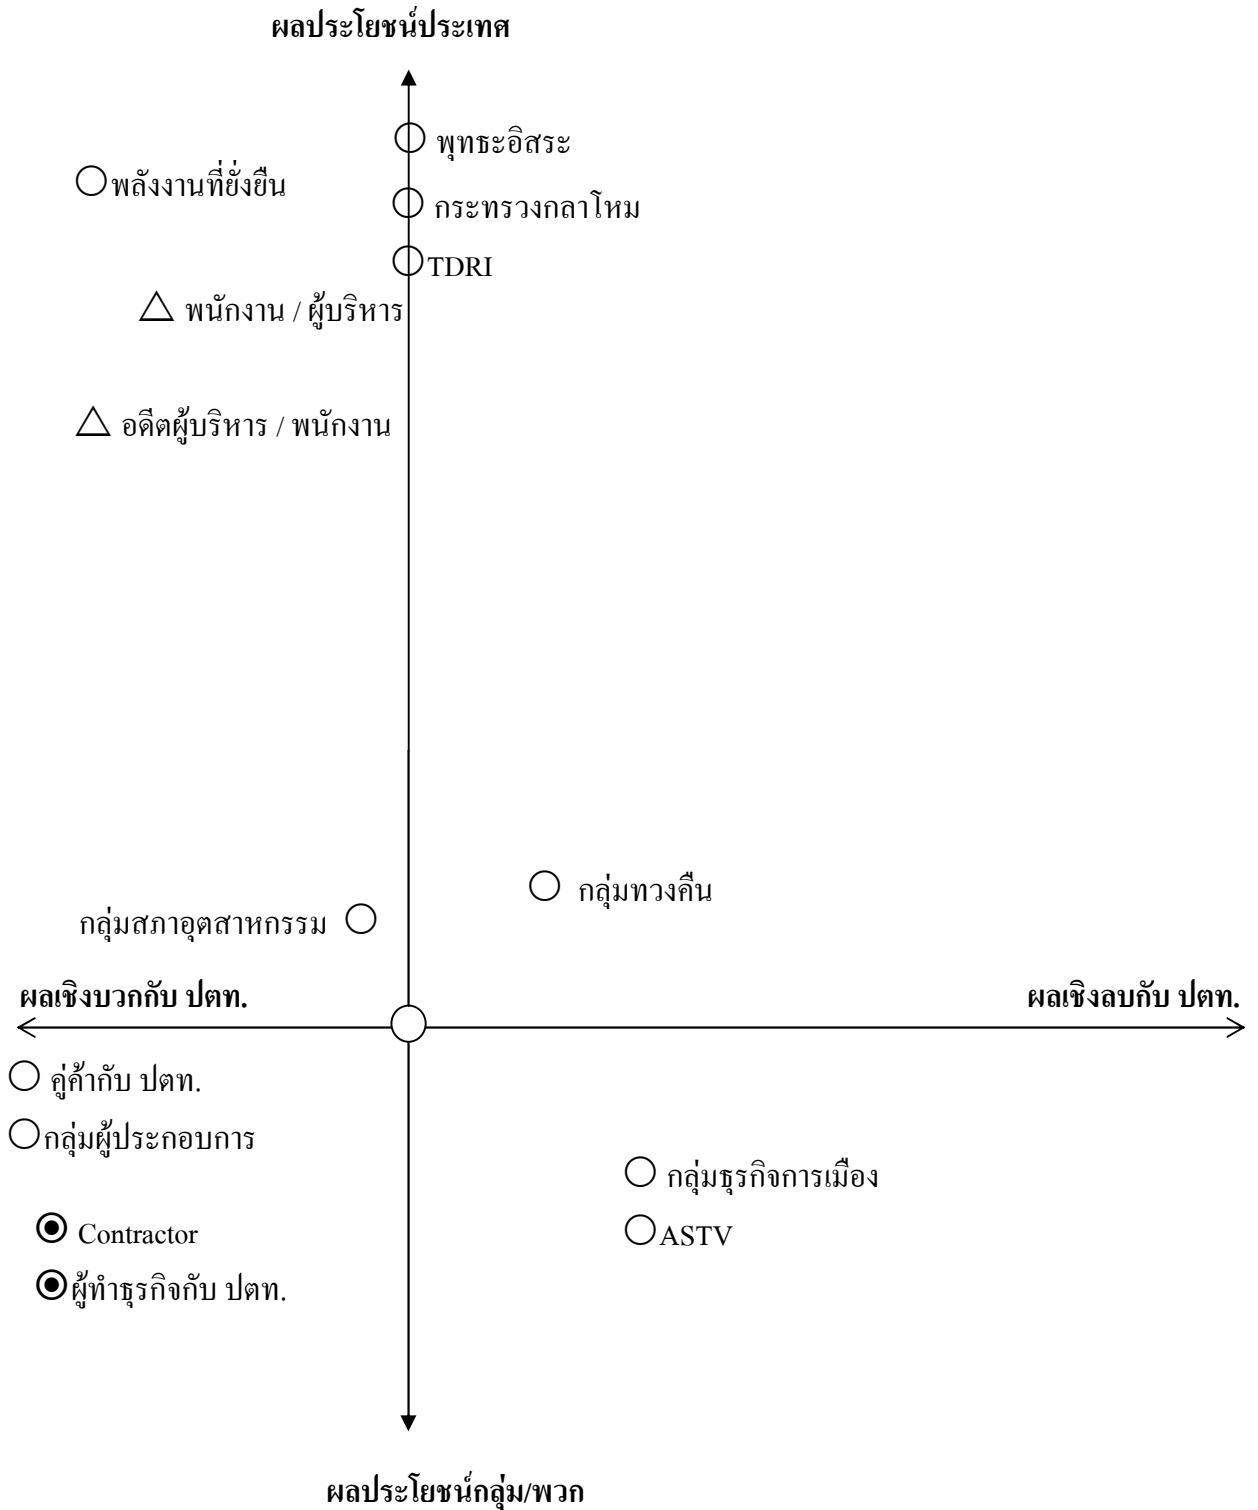 ผลประโยชน์ประเทศ
พุทธะอิสระ
พลังงานที่ยั่งยืน
กระทรวงกลาโหม
TDRI
พนักงาน / ผู้บริหาร
อดีตผู้บริหาร / พนักงาน
กลุ่มทวงคืน
กลุ่มสภาอุตสาหกรรม
ผลเชิงบวกกับ ปตท.
ผลเชิงลบกับ ปตท.
คู่ค้ากับ ปตท.
กลุ่มผู้ประกอบการ
กลุ่มธุรกิจการเมือง
Contractor
ASTV
ผู้ทำธุรกิจกับ ปตท.
ผลประโยชน์กลุ่ม/พวก